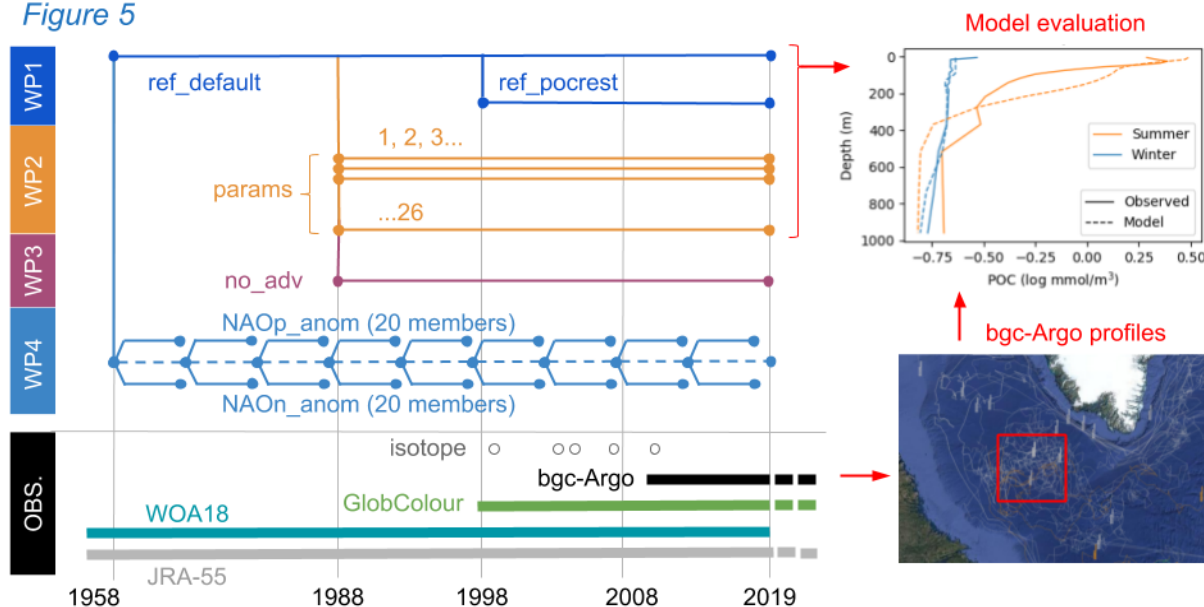 Figure 5
WP1
ref_default
ref_pocrest
WP2
params
1, 2, 3...
...26
WP3
no_adv
WP4
NAOp_anom (20 members)
NAOn_anom (20 members)
OBS.
isotope
bgc-Argo
GlobColour
WOA18
JRA-55
1958
1988
1998
2008
2019
Model evaluation
0
200
400
600
800
1000
Depth (m)
Summer
Winter
Observed
Model
−0.75
−0.50
−0.25
0.00
0.25
0.50
POC (log mmol/m³)
bgc-Argo profiles